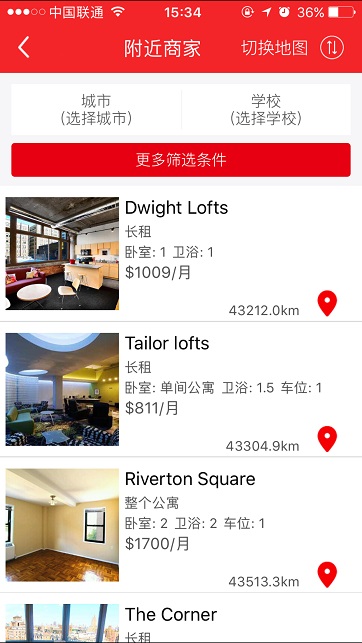 中国联通 15:34 36%
附近商家 切换地图
城市 学校
(选择城市) (选择学校)
更多筛选条件
Dwight Lofts
长租
卧室: 1 卫浴: 1
$1009/月
43212.0km
Tailor lofts
长租
卧室: 单间公寓 卫浴: 1.5 车位: 1
$811/月
43304.9km
Riverton Square
整个公寓
卧室: 2 卫浴: 2 车位: 1
$1700/月
43513.3km
The Corner
长租